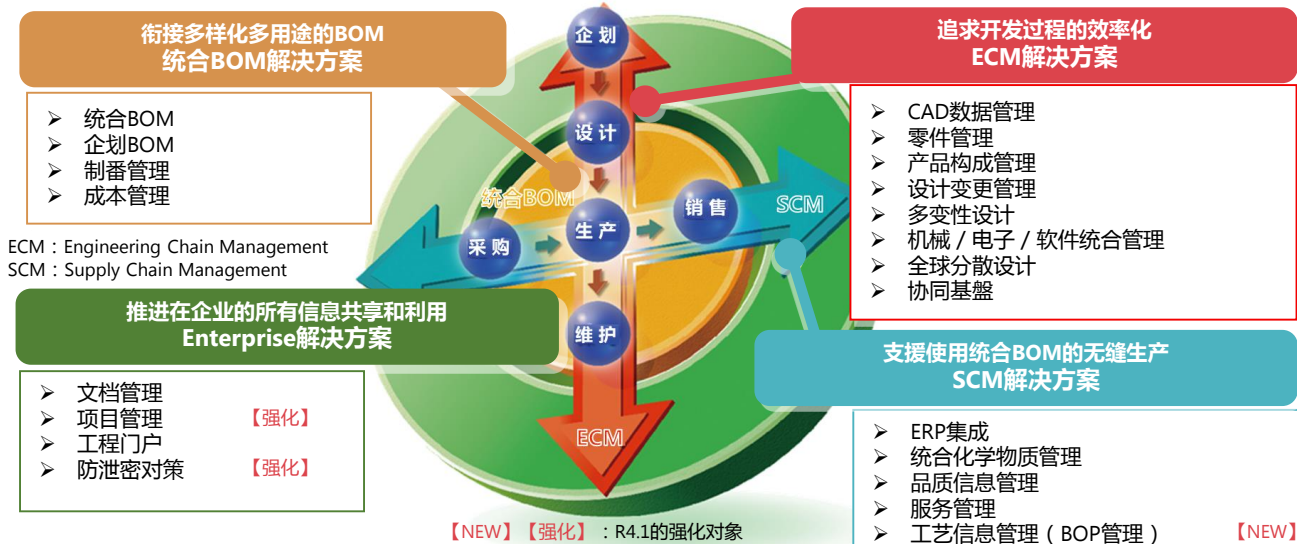 衔接多样化多用途的BOM
统合BOM解决方案
➢ 统合BOM
➢ 企划BOM
➢ 制番管理
➢ 成本管理
ECM：Engineering Chain Management
SCM：Supply Chain Management
推进在企业的所有信息共享和利用
Enterprise解决方案
➢ 文档管理
➢ 项目管理 【强化】
➢ 工程门户
➢ 防泄密对策 【强化】
企划
设计
统合BOM
采购
生产
销售
SCM
维护
ECM
【NEW】【强化】：R4.1的强化对象
追求开发过程的效率化
ECM解决方案
➢ CAD数据管理
➢ 零件管理
➢ 产品构成管理
➢ 设计变更管理
➢ 多变性设计
➢ 机械／电子／软件统合管理
➢ 全球分散设计
➢ 协同基盤
支援使用统合BOM的无缝生产
SCM解决方案
➢ ERP集成
➢ 统合化学物质管理
➢ 品质信息管理
➢ 服务管理
➢ 工艺信息管理（BOP管理） 【NEW】